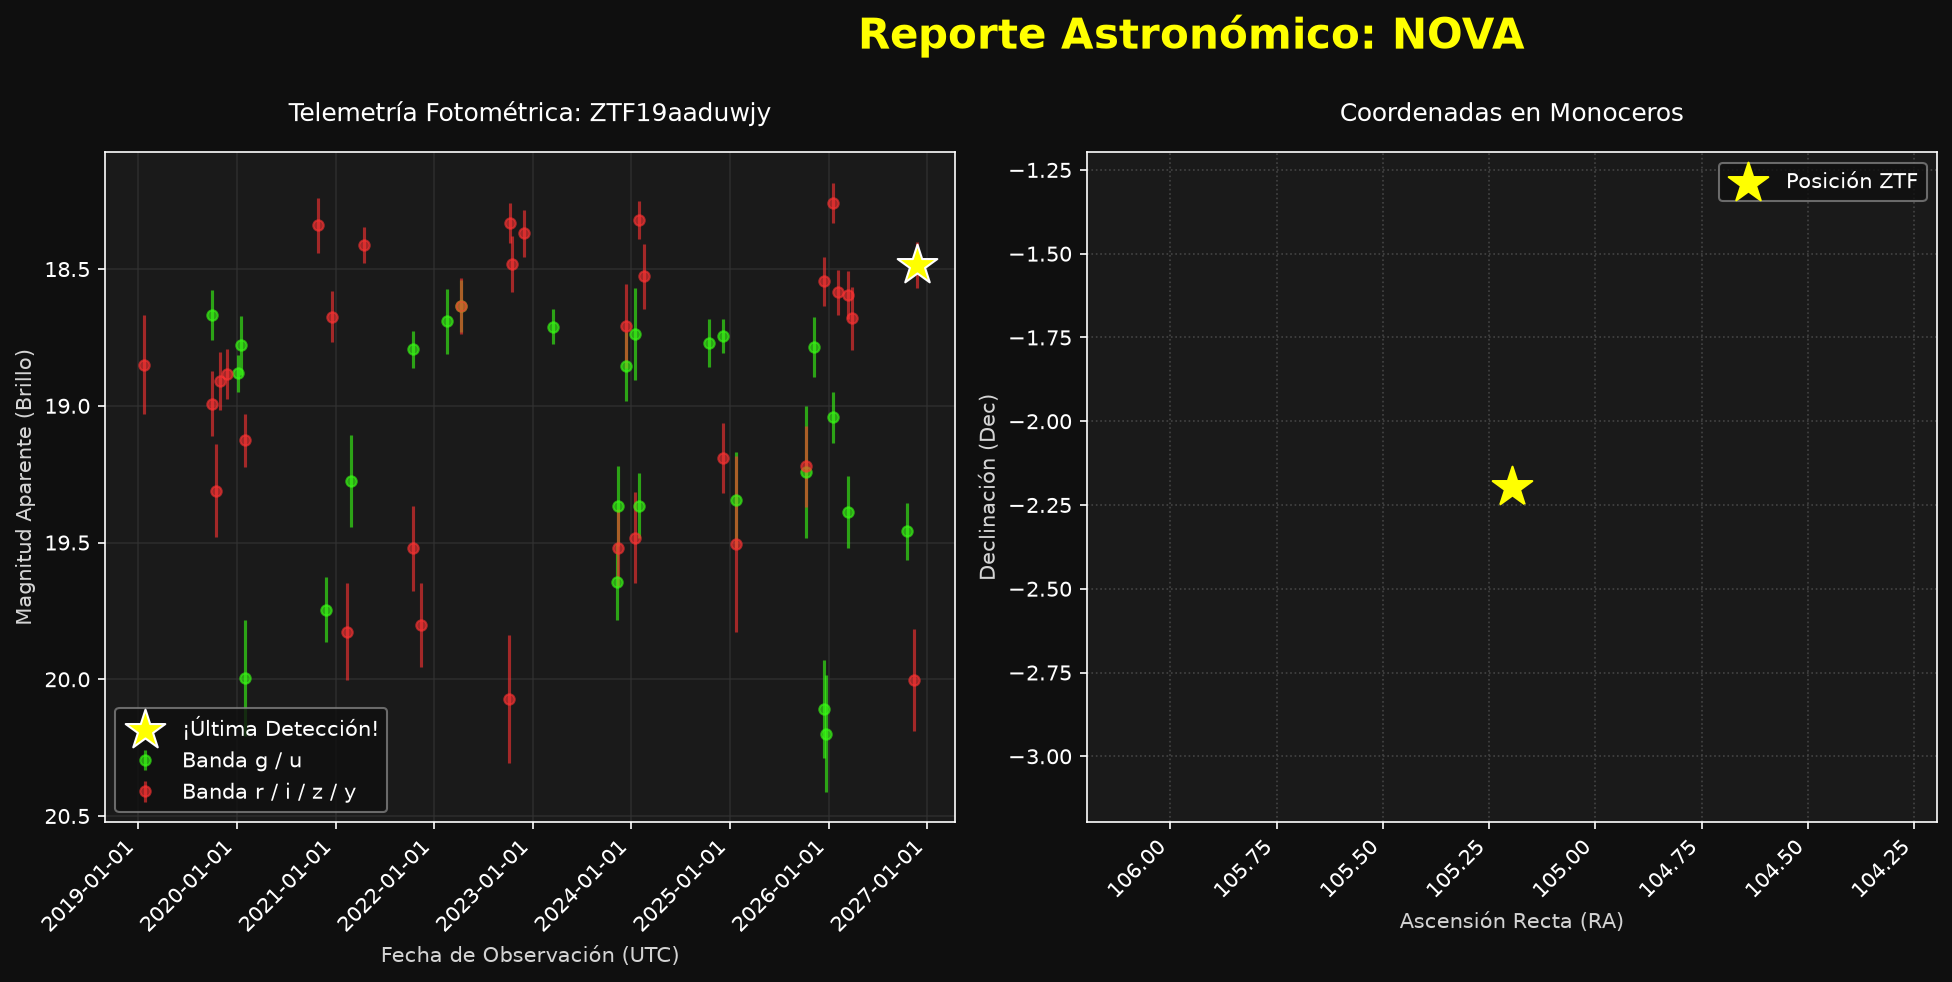 Reporte Astronómico: NOVA
Telemetría Fotométrica: ZTF19aaduwjy
Magnitud Aparente (Brillo)
18.5
19.0
19.5
20.0
20.5
¡Última Detección!
Banda g / u
Banda r / i / z / y
2019-01-01
2020-01-01
2021-01-01
2022-01-01
2023-01-01
2024-01-01
2025-01-01
2026-01-01
2027-01-01
Fecha de Observación (UTC)
Coordenadas en Monoceros
Declinación (Dec)
−1.25
−1.50
−1.75
−2.00
−2.25
−2.50
−2.75
−3.00
Posición ZTF
106.00
105.75
105.50
105.25
105.00
104.75
104.50
104.25
Ascensión Recta (RA)